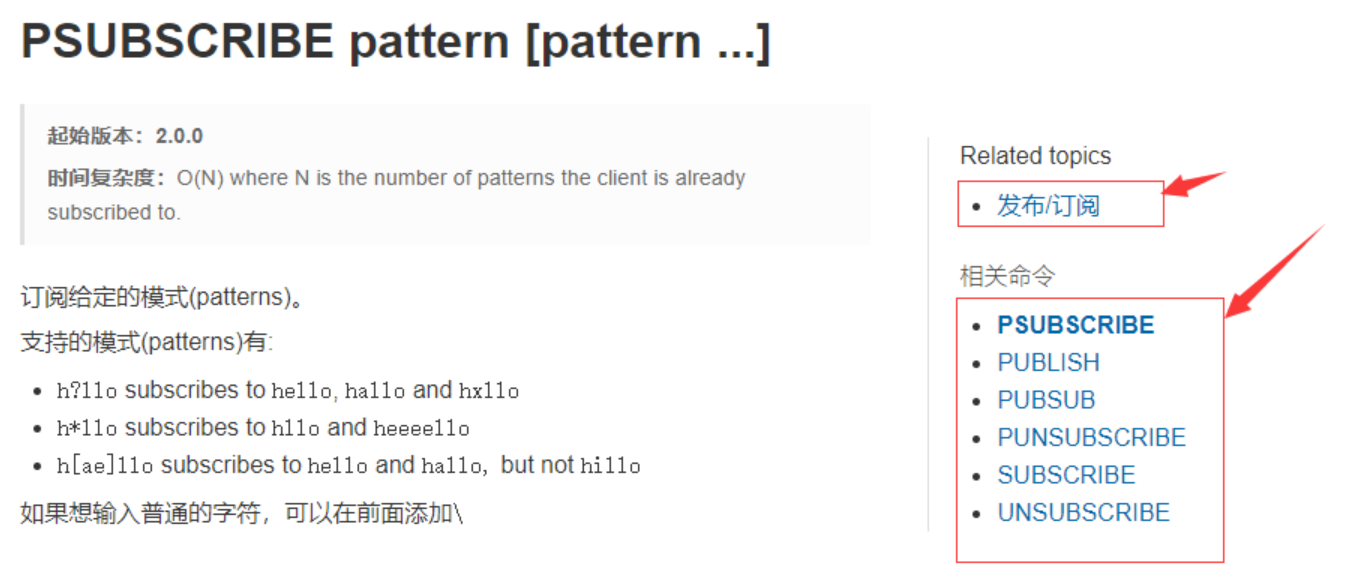 PSUBSCRIBE pattern [pattern ...]
起始版本：2.0.0
时间复杂度：O(N) where N is the number of patterns the client is already
subscribed to.
订阅给定的模式(patterns)。
支持的模式(patterns)有:
• h?llo subscribes to hello, hallo and hxllo
• h*llo subscribes to hllo and heeeello
• h[ae]llo subscribes to hello and hallo, but not hillo
如果想输入普通的字符，可以在前面添加\
Related topics
• 发布/订阅
相关命令
• PSUBSCRIBE
• PUBLISH
• PUBSUB
• PUNSUBSCRIBE
• SUBSCRIBE
• UNSUBSCRIBE